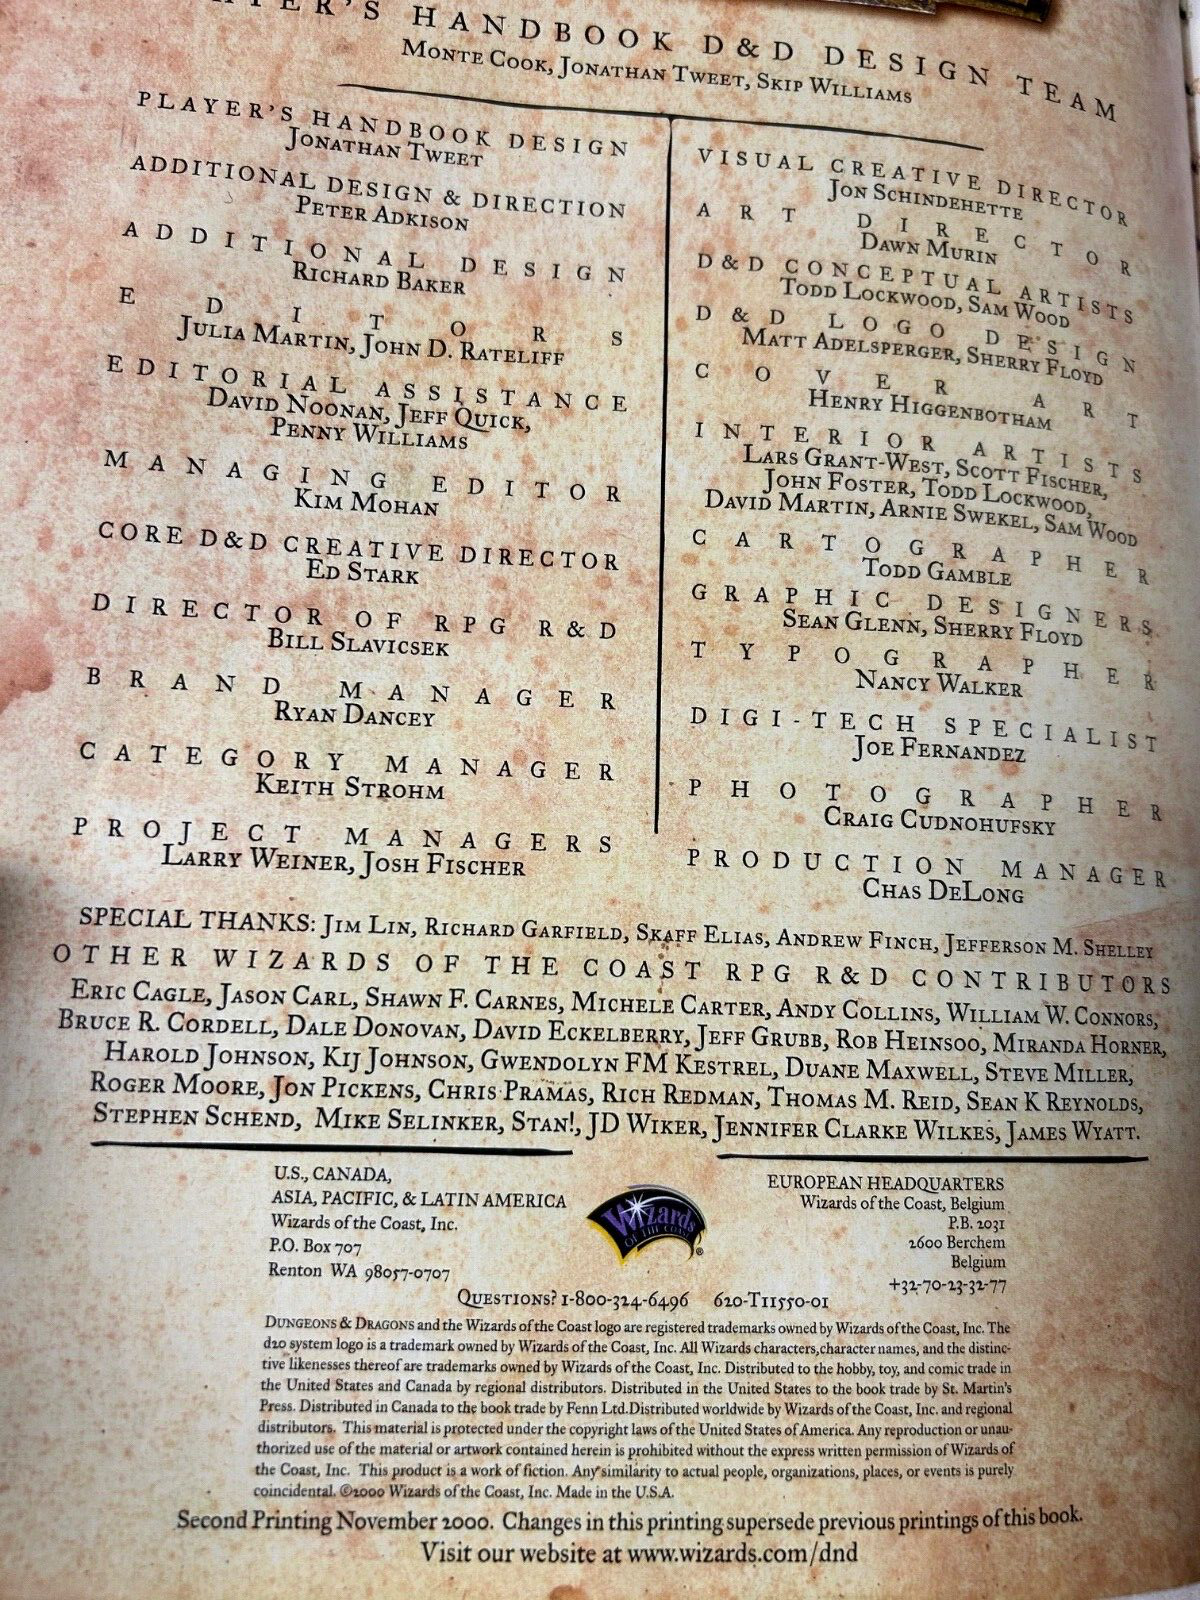 HANDBOOK D&D DESIGN TEAM
MONTE COOK, JONATHAN TWEET, SKIP WILLIAMS
PLAYER'S HANDBOOK DESIGN
JONATHAN TWEET
ADDITIONAL DESIGN & DIRECTION
PETER ADKISON
ADDITIONAL DESIGN
RICHARD BAKER
EDITORS
JULIA MARTIN, JOHN D. RATELIFF
EDITORIAL ASSISTANCE
DAVID NOONAN, JEFF QUICK,
PENNY WILLIAMS
MANAGING EDITOR
KIM MOHAN
CORE D&D CREATIVE DIRECTOR
ED STARK
DIRECTOR OF RPG R&D
BILL SLAVICSEK
BRAND MANAGER
RYAN DANCEY
CATEGORY MANAGER
KEITH STROHM
PROJECT MANAGERS
LARRY WEINER, JOSH FISCHER
VISUAL CREATIVE DIRECTOR
JON SCHINDEHETTE
ART DIRECTOR
DAWN MURIN
D&D CONCEPTUAL ARTISTS
TODD LOCKWOOD, SAM WOOD
D&D LOGO DESIGN
MATT ADELSPERGER, SHERRY FLOYD
COVER ART
HENRY HIGGENBOTHAM
INTERIOR ARTISTS
LARS GRANT-WEST, SCOTT FISCHER,
JOHN FOSTER, TODD LOCKWOOD,
DAVID MARTIN, ARNIE SWEKEL, SAM WOOD
CARTOGRAPHER
TODD GAMBLE
GRAPHIC DESIGNERS
SEAN GLENN, SHERRY FLOYD
TYPOGRAPHER
NANCY WALKER
DIGI-TECH SPECIALIST
JOE FERNANDEZ
PHOTOGRAPHER
CRAIG CUDNOHUFSKY
PRODUCTION MANAGER
CHAS DELONG
SPECIAL THANKS: JIM LIN, RICHARD GARFIELD, SKAFF ELIAS, ANDREW FINCH, JEFFERSON M. SHELLEY
OTHER WIZARDS OF THE COAST RPG R&D CONTRIBUTORS
ERIC CAGLE, JASON CARL, SHAWN F. CARNES, MICHELE CARTER, ANDY COLLINS, WILLIAM W. CONNORS,
BRUCE R. CORDELL, DALE DONOVAN, DAVID ECKELBERRY, JEFF GRUBB, ROB HEINSOO, MIRANDA HORNER,
HAROLD JOHNSON, KIJ JOHNSON, GWENDOLYN FM KESTREL, DUANE MAXWELL, STEVE MILLER,
ROGER MOORE, JON PICKENS, CHRIS PRAMAS, RICH REDMAN, THOMAS M. REID, SEAN K REYNOLDS,
STEPHEN SCHEND, MIKE SELINKER, STAN!, JD WIKER, JENNIFER CLARKE WILKES, JAMES WYATT.
U.S., CANADA,
ASIA, PACIFIC, & LATIN AMERICA
Wizards of the Coast, Inc.
P.O. Box 707
Renton WA 98057-0707
Wizards
OF THE COAST
®
EUROPEAN HEADQUARTERS
Wizards of the Coast, Belgium
P.B. 2031
2600 Berchem
Belgium
+32-70-23-32-77
QUESTIONS? 1-800-324-6496 620-T11550-01
DUNGEONS & DRAGONS and the Wizards of the Coast logo are registered trademarks owned by Wizards of the Coast, Inc. The
d20 system logo is a trademark owned by Wizards of the Coast, Inc. All Wizards characters,character names, and the distinc-
tive likenesses thereof are trademarks owned by Wizards of the Coast, Inc. Distributed to the hobby, toy, and comic trade in
the United States and Canada by regional distributors. Distributed in the United States to the book trade by St. Martin's
Press. Distributed in Canada to the book trade by Fenn Ltd.Distributed worldwide by Wizards of the Coast, Inc. and regional
distributors. This material is protected under the copyright laws of the United States of America. Any reproduction or unau-
thorized use of the material or artwork contained herein is prohibited without the express written permission of Wizards of
the Coast, Inc. This product is a work of fiction. Any similarity to actual people, organizations, places, or events is purely
coincidental. ©2000 Wizards of the Coast, Inc. Made in the U.S.A.
Second Printing November 2000. Changes in this printing supersede previous printings of this book.
Visit our website at www.wizards.com/dnd